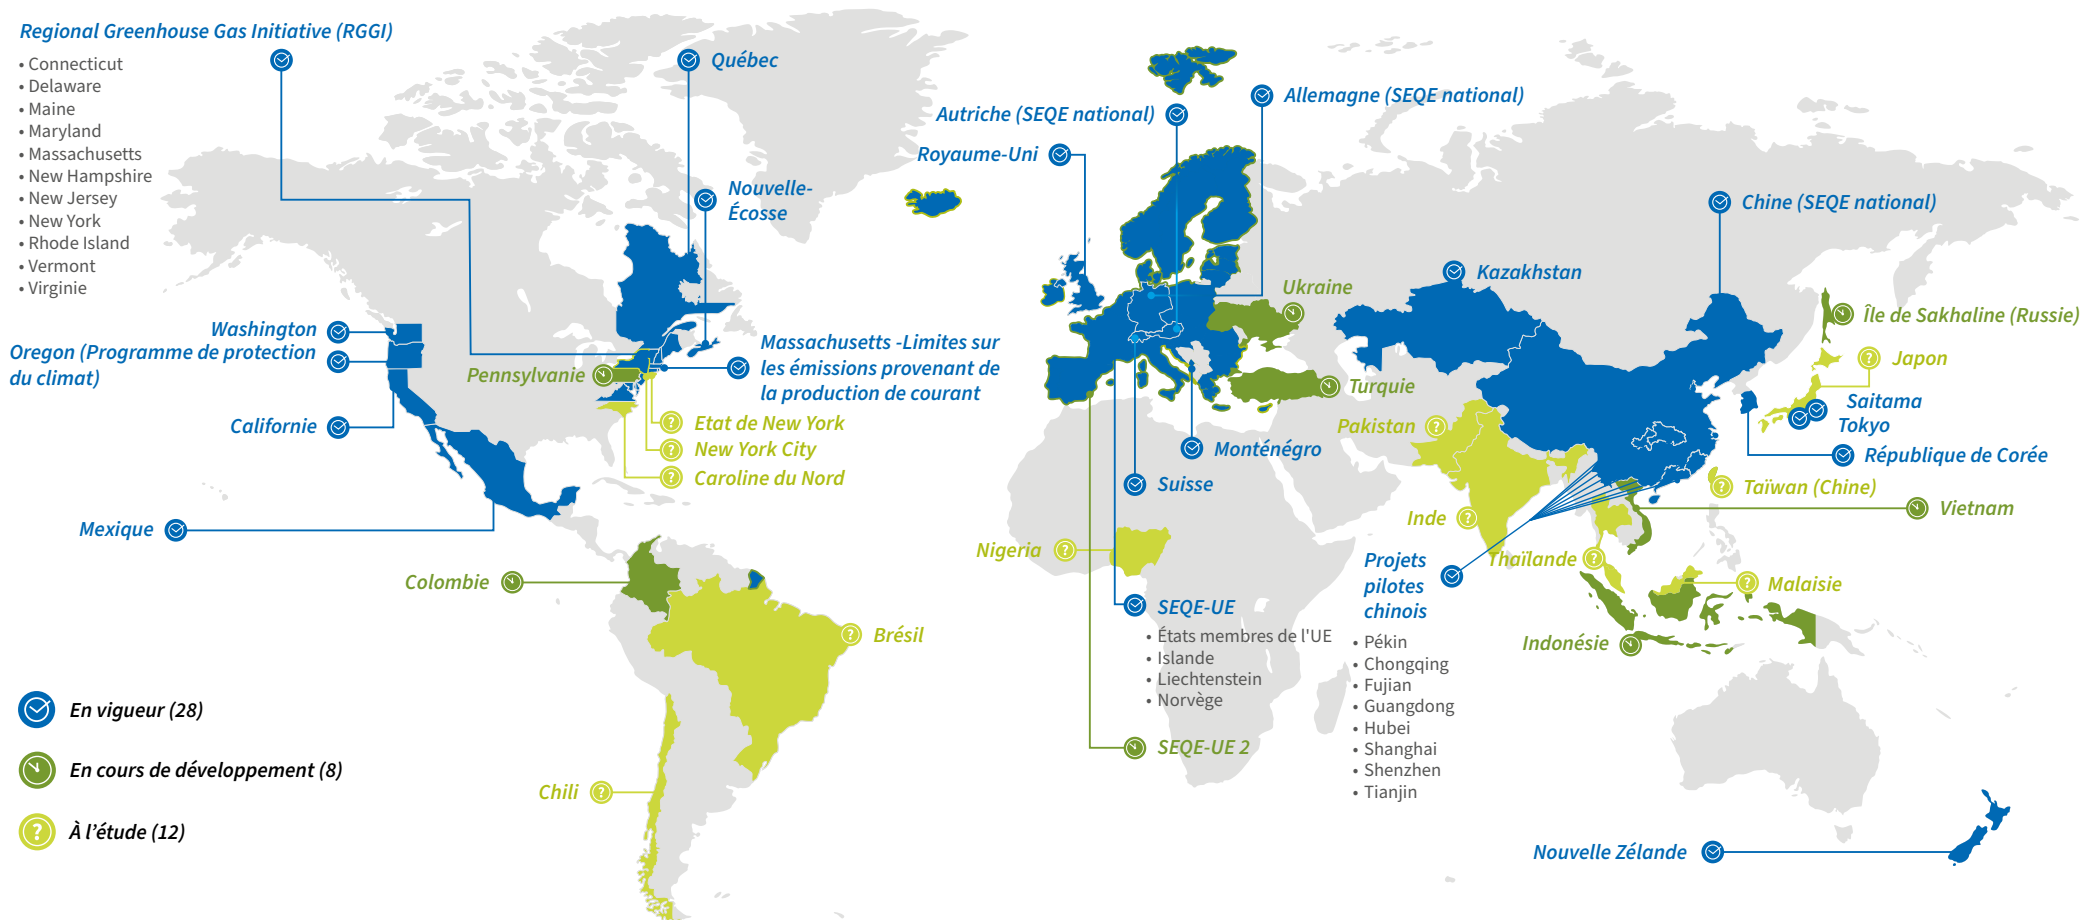 Regional Greenhouse Gas Initiative (RGGI)
• Connecticut
• Delaware
• Maine
• Maryland
• Massachusetts
• New Hampshire
• New Jersey
• New York
• Rhode Island
• Vermont
• Virginie
Québec
Nouvelle-
Écosse
Washington
Oregon (Programme de protection
du climat)
Californie
Mexique
Pennsylvanie
Massachusetts -Limites sur
les émissions provenant de
la production de courant
Etat de New York
New York City
Caroline du Nord
Colombie
Brésil
Chili
Autriche (SEQE national)
Allemagne (SEQE national)
Royaume-Uni
Ukraine
Turquie
Monténégro
Suisse
Nigeria
SEQE-UE
• États membres de l'UE
• Islande
• Liechtenstein
• Norvège
SEQE-UE 2
Kazakhstan
Chine (SEQE national)
Île de Sakhaline (Russie)
Japon
Saitama
Tokyo
République de Corée
Pakistan
Taïwan (Chine)
Vietnam
Inde
Thaïlande
Malaisie
Indonésie
Projets
pilotes
chinois
• Pékin
• Chongqing
• Fujian
• Guangdong
• Hubei
• Shanghai
• Shenzhen
• Tianjin
Nouvelle Zélande
En vigueur (28)
En cours de développement (8)
À l’étude (12)